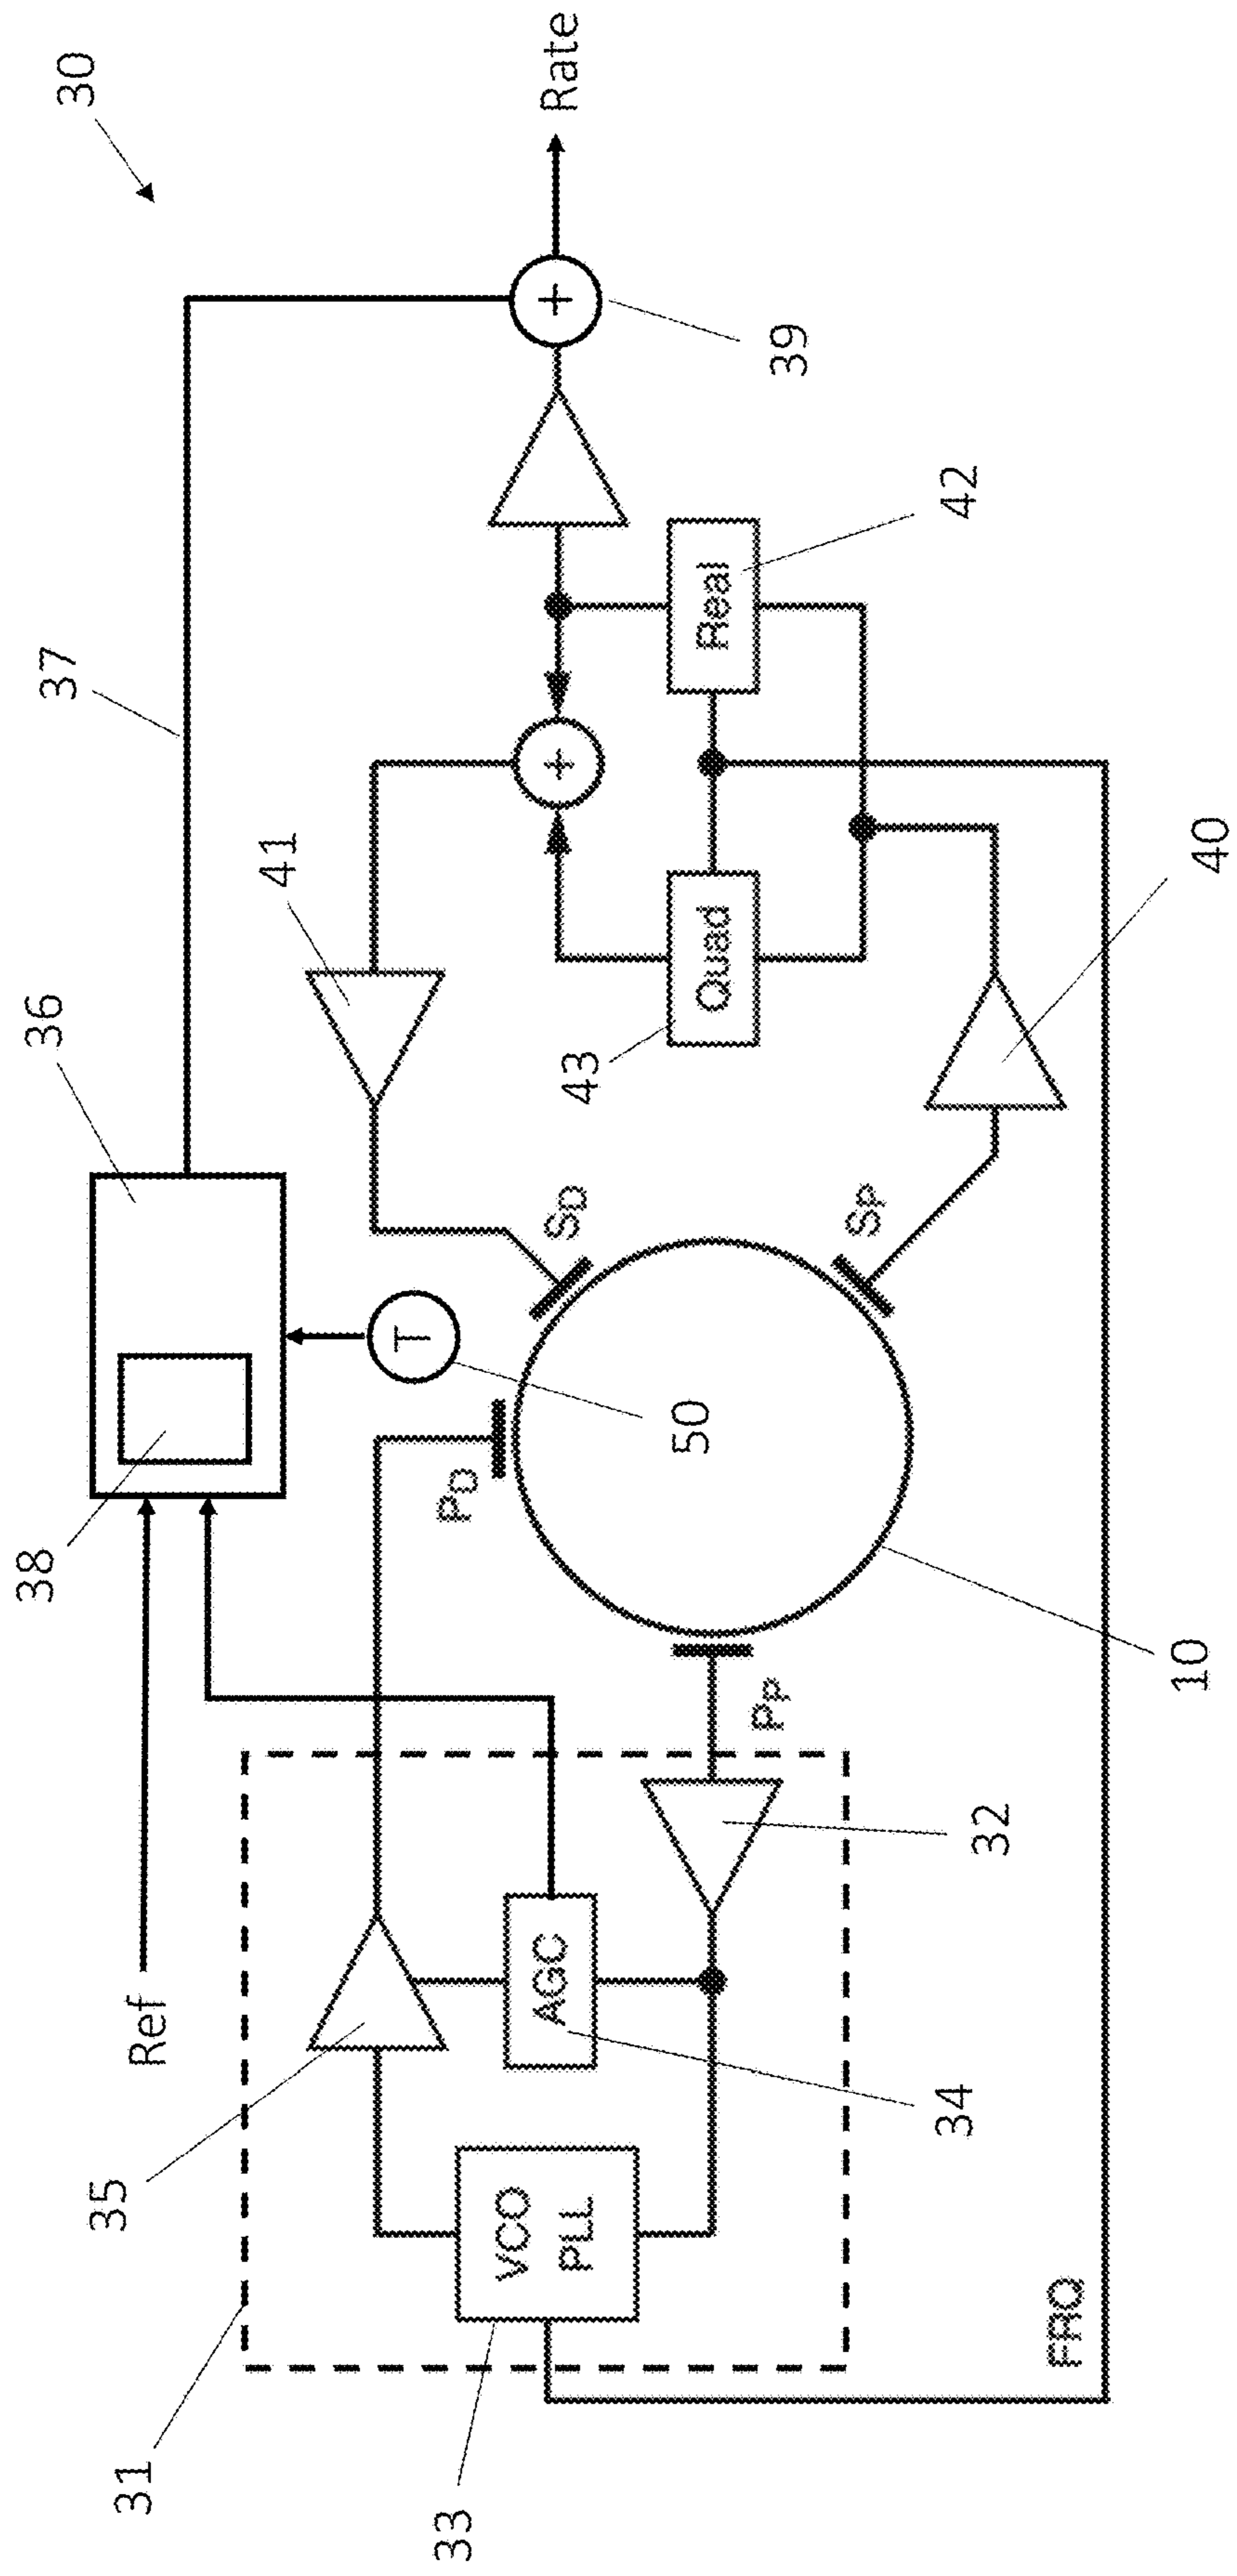 30
37
36
41
Rate
38
Ref
T
50
39
+
+
35
31
PD
SD
AGC
VCO
PLL
33
34
32
PP
SP
Quad
43
Real
42
40
10
FRQ